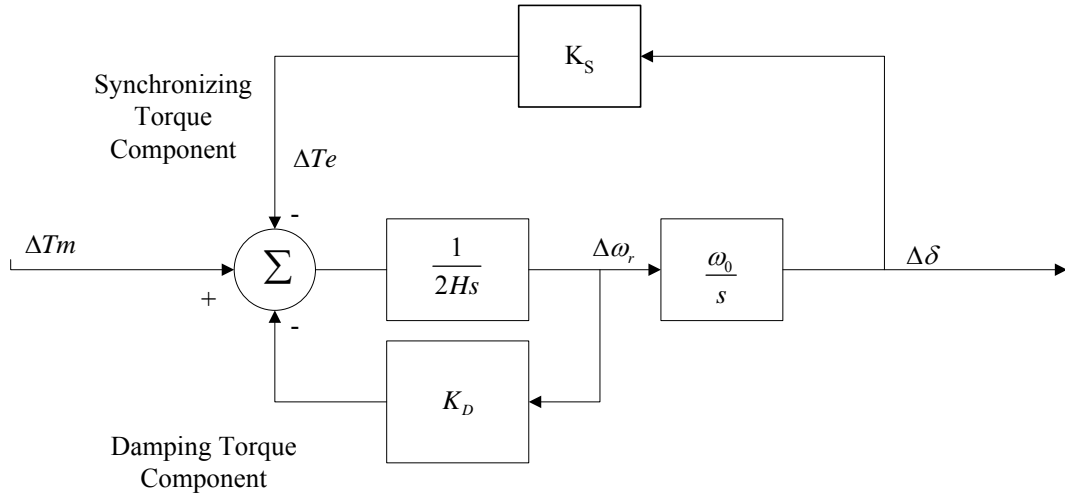 K_S
Synchronizing
Torque
Component
ΔTe
-
ΔTm
+
Σ
1
2Hs
Δω_r
ω_0
s
Δδ
-
K_D
Damping Torque
Component